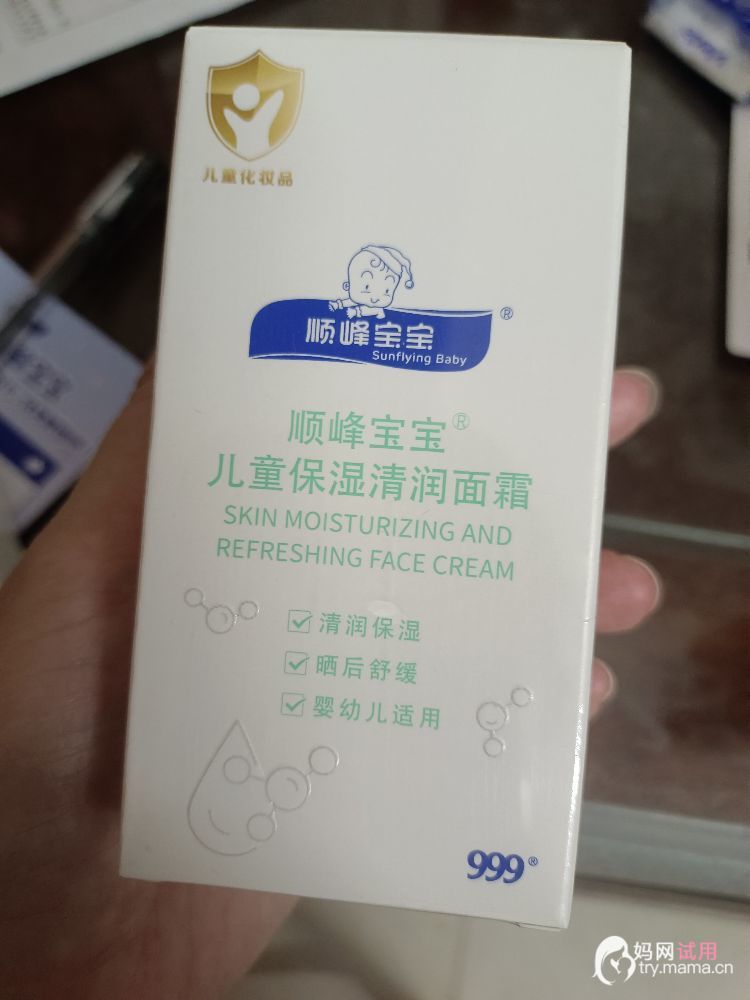 儿童化妆品
顺峰宝宝®
Sunflying Baby
顺峰宝宝®
儿童保湿清润面霜
SKIN MOISTURIZING AND
REFRESHING FACE CREAM
清润保湿
晒后舒缓
婴幼儿适用
999®
妈网试用
try.mama.cn